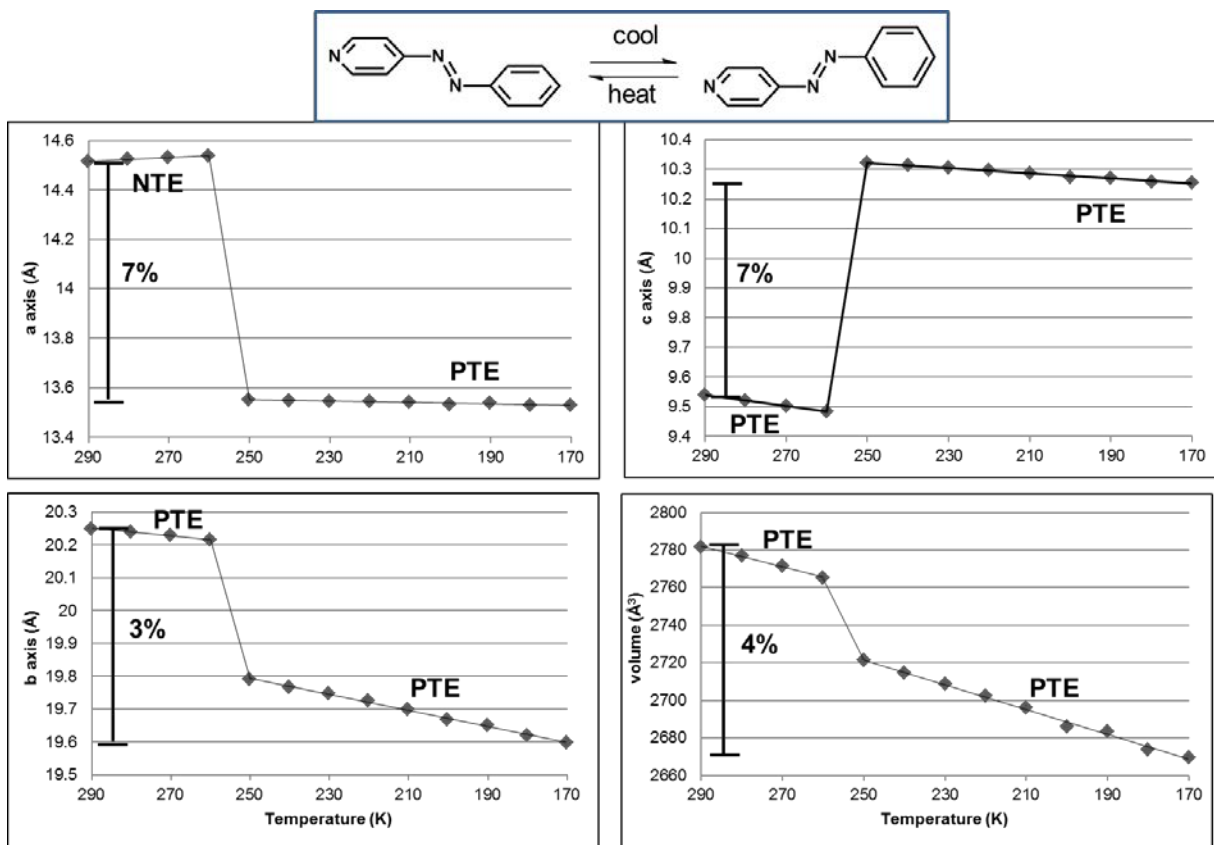 cool
heat
N
N
N
N
N
N
14.6
14.4
14.2
14
13.8
13.6
13.4
a axis (Å)
NTE
7%
PTE
290 270 250 230 210 190 170
10.4
10.3
10.2
10.1
10
9.9
9.8
9.7
9.6
9.5
9.4
c axis (Å)
PTE
7%
PTE
290 270 250 230 210 190 170
20.3
20.2
20.1
20
19.9
19.8
19.7
19.6
19.5
b axis (Å)
PTE
3%
PTE
290 270 250 230 210 190 170
Temperature (K)
2800
2780
2760
2740
2720
2700
2680
2660
volume (Å³)
PTE
4%
PTE
290 270 250 230 210 190 170
Temperature (K)